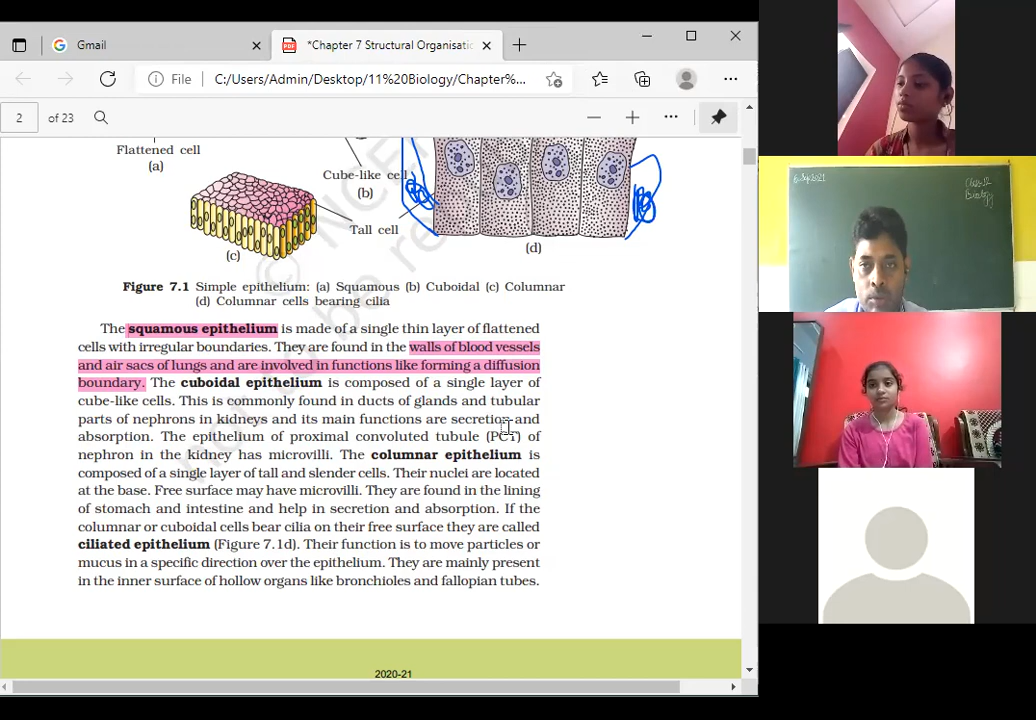 Gmail
*Chapter 7 Structural Organisatic
File
C:/Users/Admin/Desktop/11%20Biology/Chapter%...
2
of 23
Flattened cell
(a)
Cube-like cell
(b)
Tall cell
(c)
(d)
Figure 7.1 Simple epithelium: (a) Squamous (b) Cuboidal (c) Columnar
(d) Columnar cells bearing cilia
The squamous epithelium is made of a single thin layer of flattened
cells with irregular boundaries. They are found in the walls of blood vessels
and air sacs of lungs and are involved in functions like forming a diffusion
boundary. The cuboidal epithelium is composed of a single layer of
cube-like cells. This is commonly found in ducts of glands and tubular
parts of nephrons in kidneys and its main functions are secretion and
absorption. The epithelium of proximal convoluted tubule (PCT) of
nephron in the kidney has microvilli. The columnar epithelium is
composed of a single layer of tall and slender cells. Their nuclei are located
at the base. Free surface may have microvilli. They are found in the lining
of stomach and intestine and help in secretion and absorption. If the
columnar or cuboidal cells bear cilia on their free surface they are called
ciliated epithelium (Figure 7.1d). Their function is to move particles or
mucus in a specific direction over the epithelium. They are mainly present
in the inner surface of hollow organs like bronchioles and fallopian tubes.
2020-21
Biology